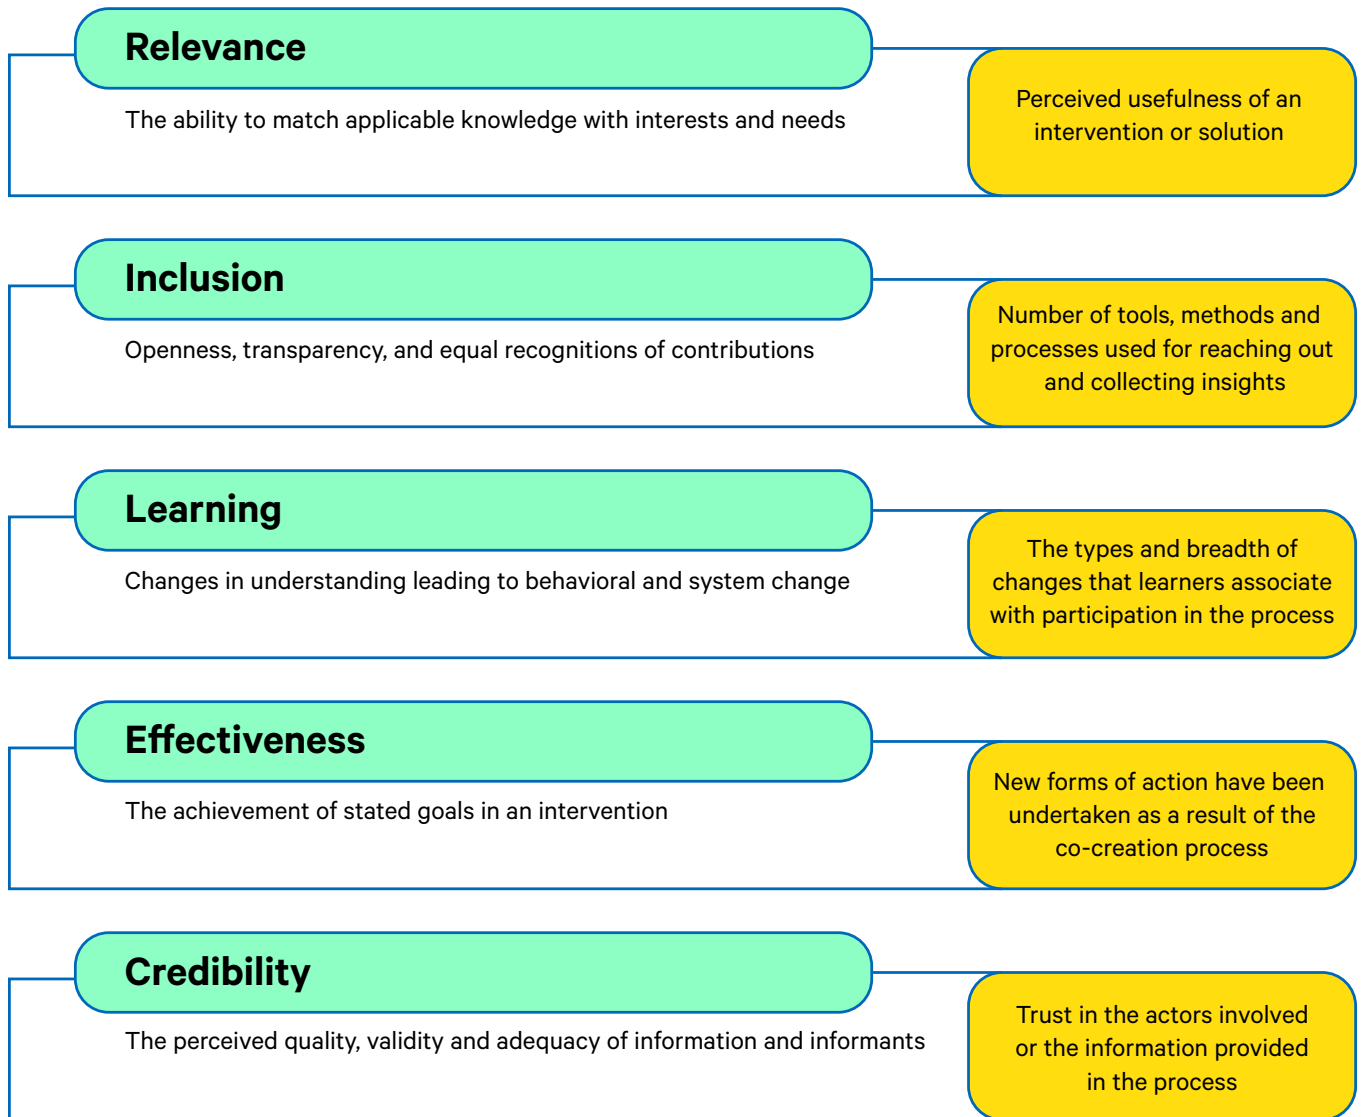 Relevance
The ability to match applicable knowledge with interests and needs
Perceived usefulness of an
intervention or solution
Inclusion
Openness, transparency, and equal recognitions of contributions
Number of tools, methods and
processes used for reaching out
and collecting insights
Learning
Changes in understanding leading to behavioral and system change
The types and breadth of
changes that learners associate
with participation in the process
Effectiveness
The achievement of stated goals in an intervention
New forms of action have been
undertaken as a result of the
co-creation process
Credibility
The perceived quality, validity and adequacy of information and informants
Trust in the actors involved
or the information provided
in the process